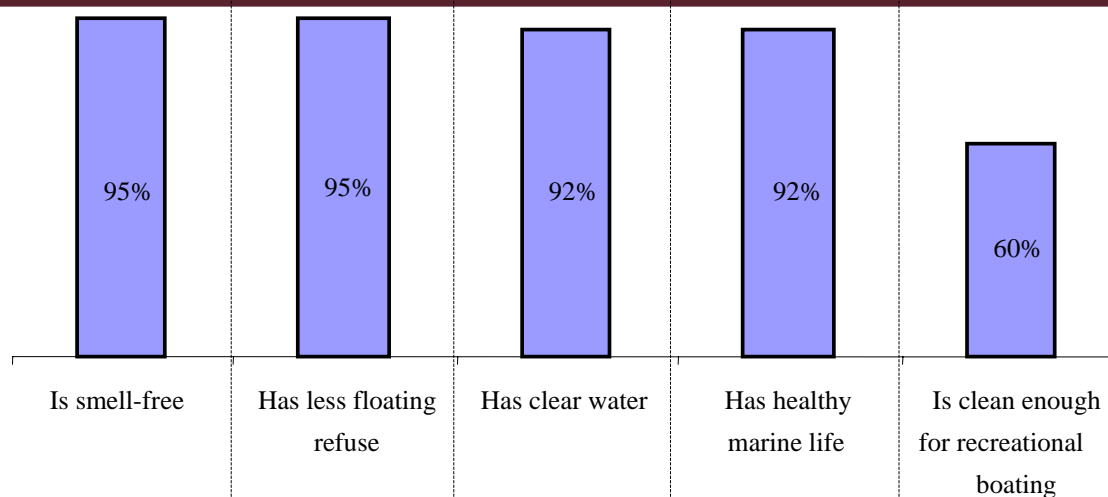 95%
95%
92%
92%
60%
Is smell-free
Has less floating
refuse
Has clear water
Has healthy
marine life
Is clean enough
for recreational
boating